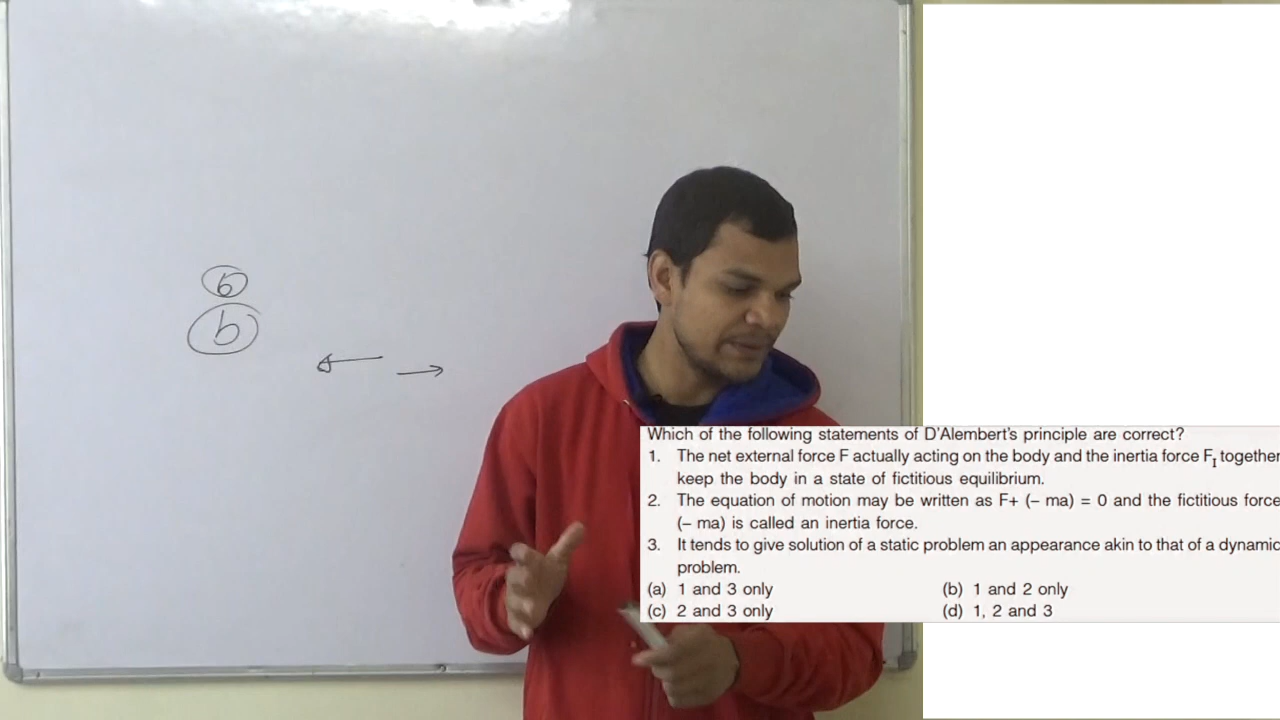 b
b
Which of the following statements of D'Alembert's principle are correct?
1. The net external force F actually acting on the body and the inertia force F_I together
keep the body in a state of fictitious equilibrium.
2. The equation of motion may be written as F+ (– ma) = 0 and the fictitious force
(– ma) is called an inertia force.
3. It tends to give solution of a static problem an appearance akin to that of a dynamic
problem.
(a) 1 and 3 only (b) 1 and 2 only
(c) 2 and 3 only (d) 1, 2 and 3